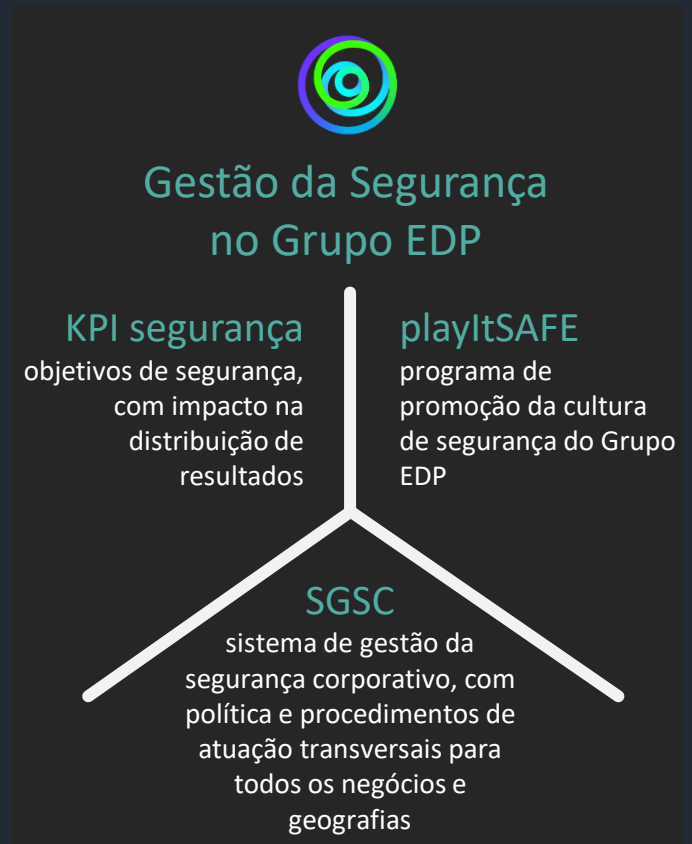 Gestão da Segurança
no Grupo EDP
KPI segurança
objetivos de segurança,
com impacto na
distribuição de
resultados
playItSAFE
programa de
promoção da cultura
de segurança do Grupo
EDP
SGSC
sistema de gestão da
segurança corporativo, com
política e procedimentos de
atuação transversais para
todos os negócios e
geografias